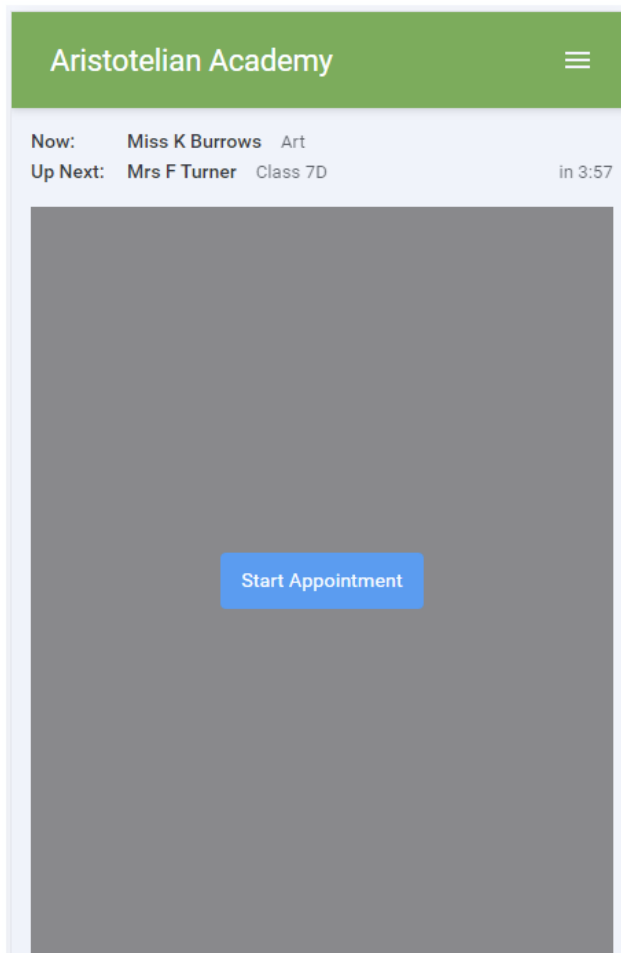 Aristotelian Academy
Now: Miss K Burrows Art
Up Next: Mrs F Turner Class 7D in 3:57
Start Appointment